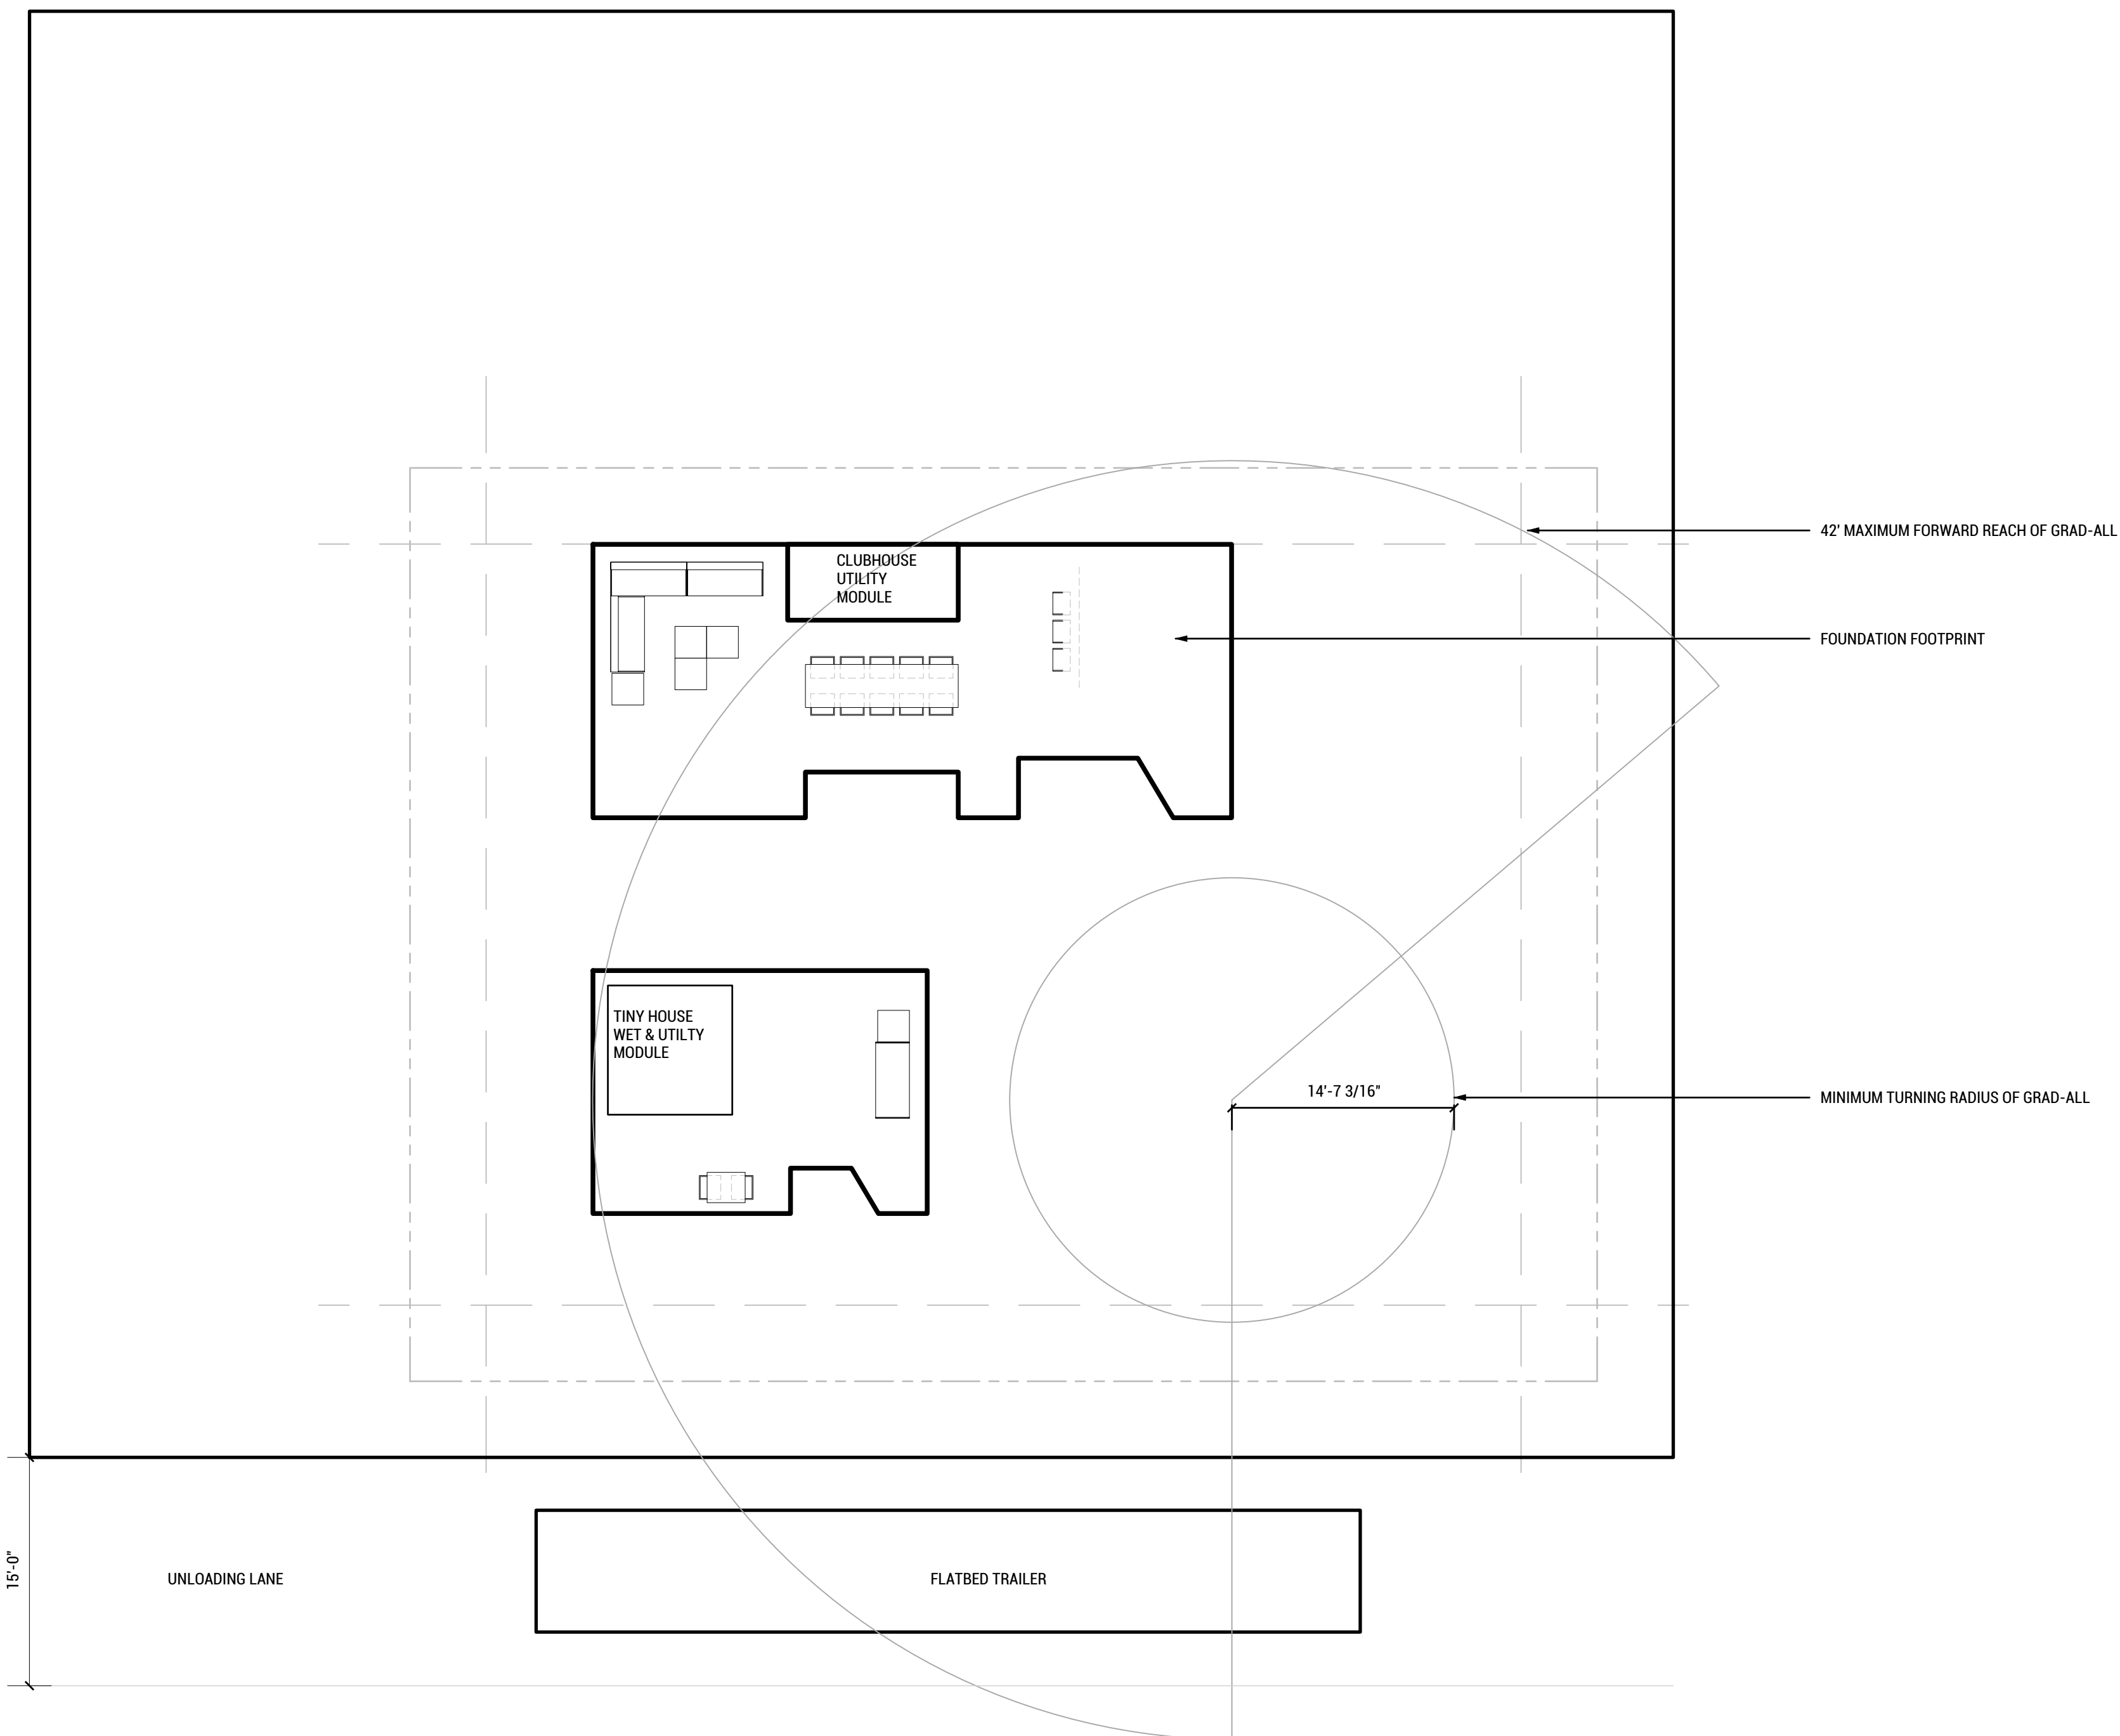 CLUBHOUSE
UTILITY
MODULE
42' MAXIMUM FORWARD REACH OF GRAD-ALL
FOUNDATION FOOTPRINT
TINY HOUSE
WET & UTILTY
MODULE
14'-7 3/16"
MINIMUM TURNING RADIUS OF GRAD-ALL
15'-0"
UNLOADING LANE
FLATBED TRAILER